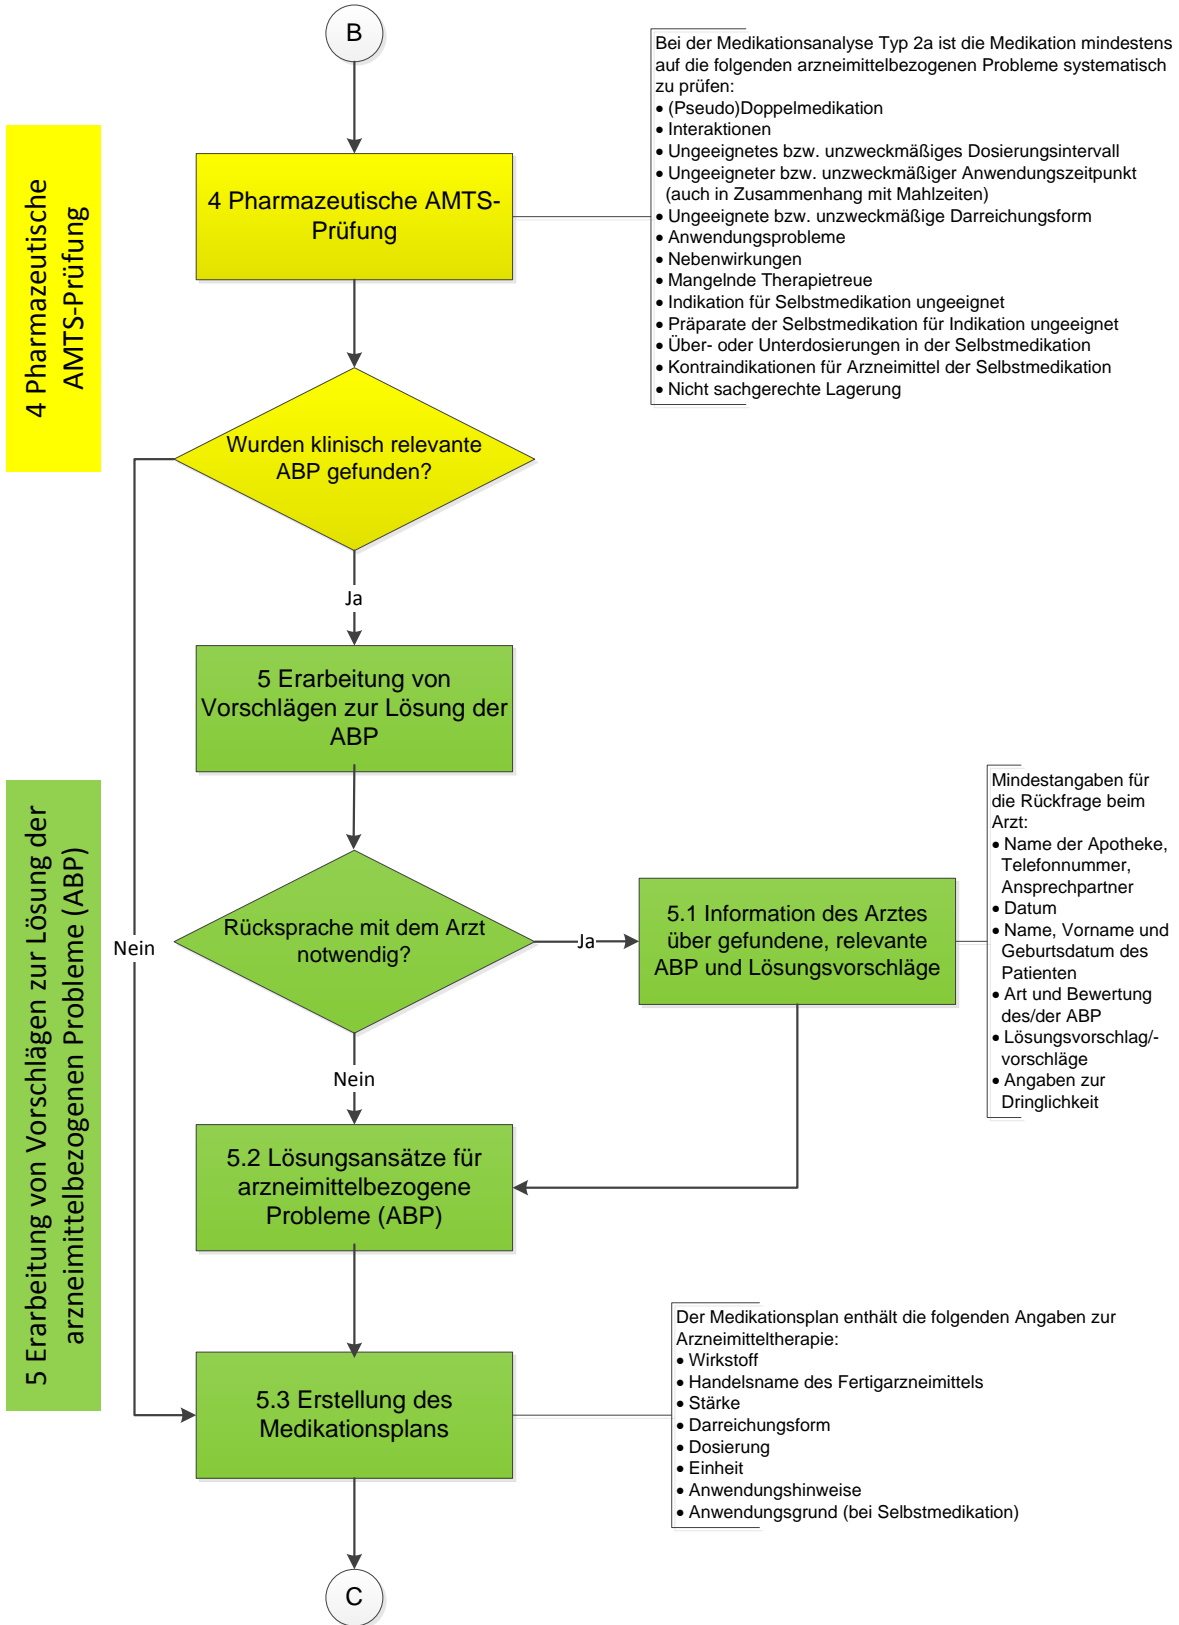 B
Bei der Medikationsanalyse Typ 2a ist die Medikation mindestens
auf die folgenden arzneimittelbezogenen Probleme systematisch
zu prüfen:
• (Pseudo)Doppelmedikation
• Interaktionen
• Ungeeignetes bzw. unzweckmäßiges Dosierungsintervall
• Ungeeigneter bzw. unzweckmäßiger Anwendungszeitpunkt
(auch in Zusammenhang mit Mahlzeiten)
• Ungeeignete bzw. unzweckmäßige Darreichungsform
• Anwendungsprobleme
• Nebenwirkungen
• Mangelnde Therapietreue
• Indikation für Selbstmedikation ungeeignet
• Präparate der Selbstmedikation für Indikation ungeeignet
• Über- oder Unterdosierungen in der Selbstmedikation
• Kontraindikationen für Arzneimittel der Selbstmedikation
• Nicht sachgerechte Lagerung
4 Pharmazeutische
AMTS-Prüfung
4 Pharmazeutische AMTS-
Prüfung
Wurden klinisch relevante
ABP gefunden?
Ja
5 Erarbeitung von
Vorschlägen zur Lösung der
ABP
5 Erarbeitung von Vorschlägen zur Lösung der
arzneimittelbezogenen Probleme (ABP)
Nein
Rücksprache mit dem Arzt
notwendig?
Ja
5.1 Information des Arztes
über gefundene, relevante
ABP und Lösungsvorschläge
Mindestangaben für
die Rückfrage beim
Arzt:
• Name der Apotheke,
Telefonnummer,
Ansprechpartner
• Datum
• Name, Vorname und
Geburtsdatum des
Patienten
• Art und Bewertung
des/der ABP
• Lösungsvorschlag/-
vorschläge
• Angaben zur
Dringlichkeit
Nein
5.2 Lösungsansätze für
arzneimittelbezogene
Probleme (ABP)
5.3 Erstellung des
Medikationsplans
Der Medikationsplan enthält die folgenden Angaben zur
Arzneimitteltherapie:
• Wirkstoff
• Handelsname des Fertigarzneimittels
• Stärke
• Darreichungsform
• Dosierung
• Einheit
• Anwendungshinweise
• Anwendungsgrund (bei Selbstmedikation)
C